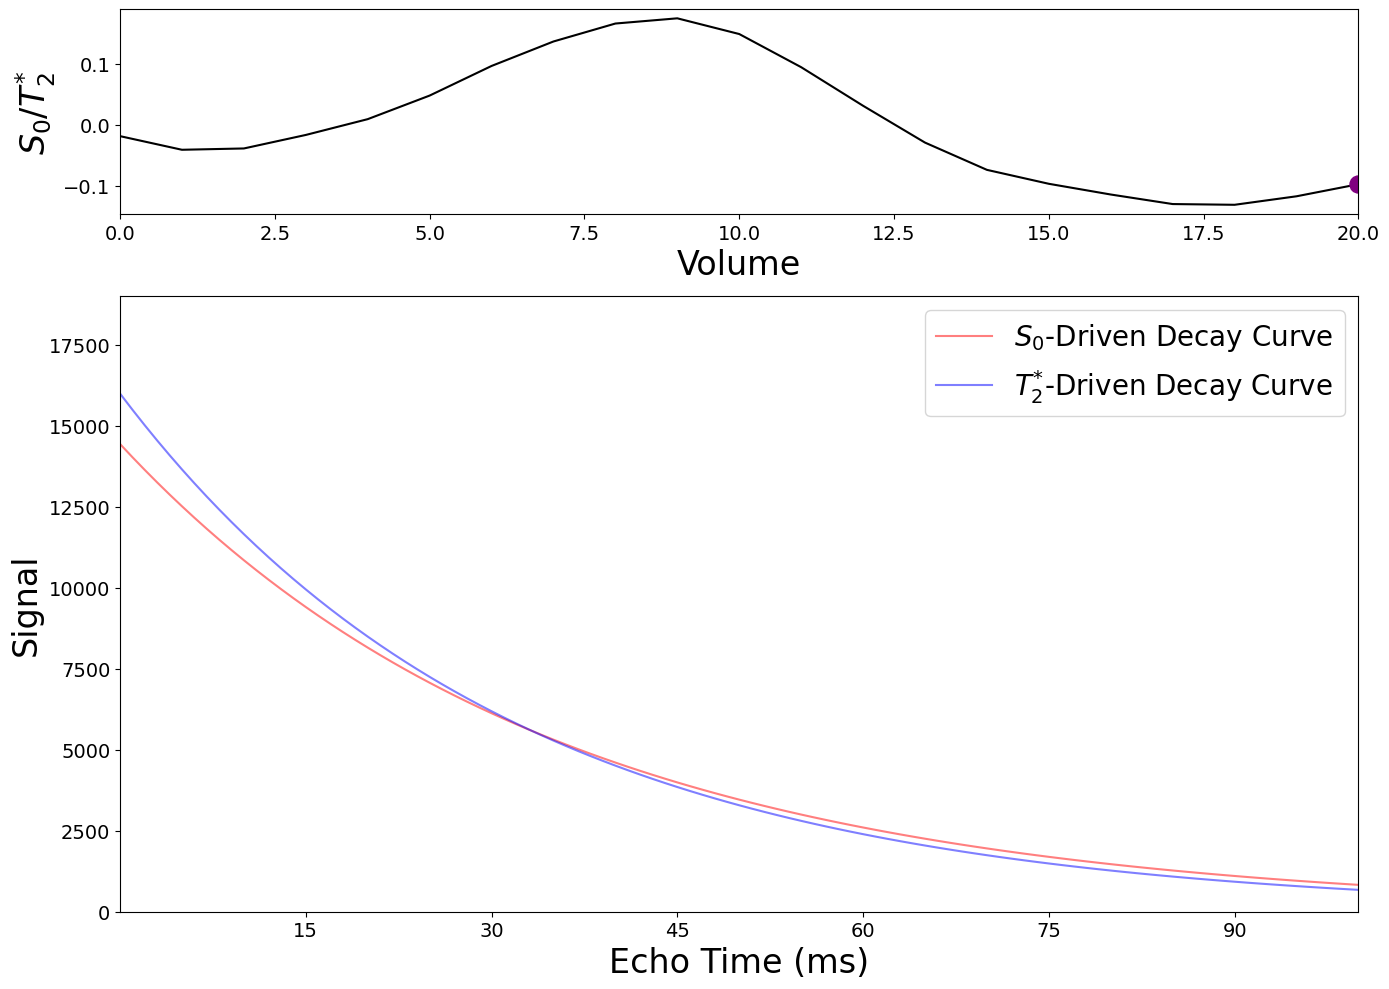 S₀/T₂*
0.1
0.0
−0.1
0.0 2.5 5.0 7.5 10.0 12.5 15.0 17.5 20.0
Volume
S₀-Driven Decay Curve
T₂*-Driven Decay Curve
Signal
17500
15000
12500
10000
7500
5000
2500
0
15 30 45 60 75 90
Echo Time (ms)